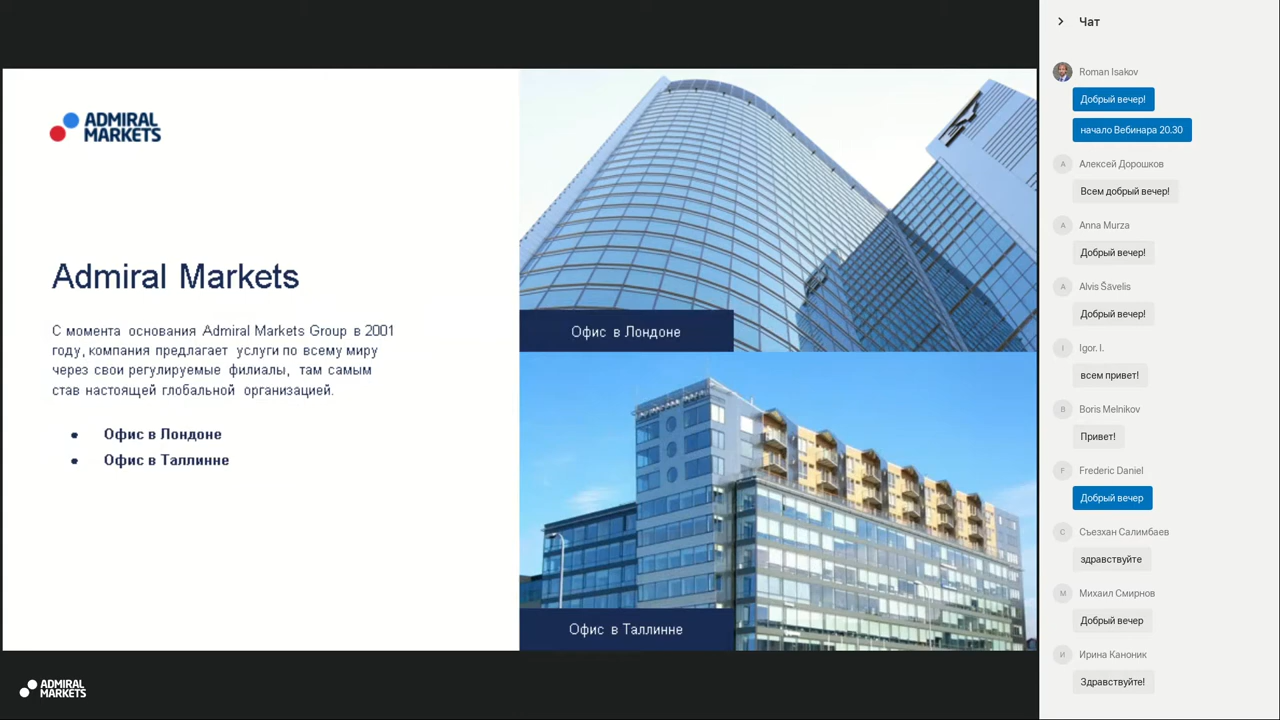 ADMIRAL
MARKETS
Admiral Markets
С момента основания Admiral Markets Group в 2001
году, компания предлагает услуги по всему миру
через свои регулируемые филиалы, там самым
став настоящей глобальной организацией.
• Офис в Лондоне
• Офис в Таллинне
Офис в Лондоне
Офис в Таллинне
ADMIRAL
MARKETS
Чат
Roman Isakov
Добрый вечер!
начало Вебинара 20.30
А
Алексей Дорошков
Всем добрый вечер!
A
Anna Murza
Добрый вечер!
A
Alvis Šāvelis
Добрый вечер!
I
Igor. I.
всем привет!
B
Boris Melnikov
Привет!
F
Frederic Daniel
Добрый вечер
С
Съезхан Салимбаев
здравствуйте
М
Михаил Смирнов
Добрый вечер
И
Ирина Каноник
Здравствуйте!